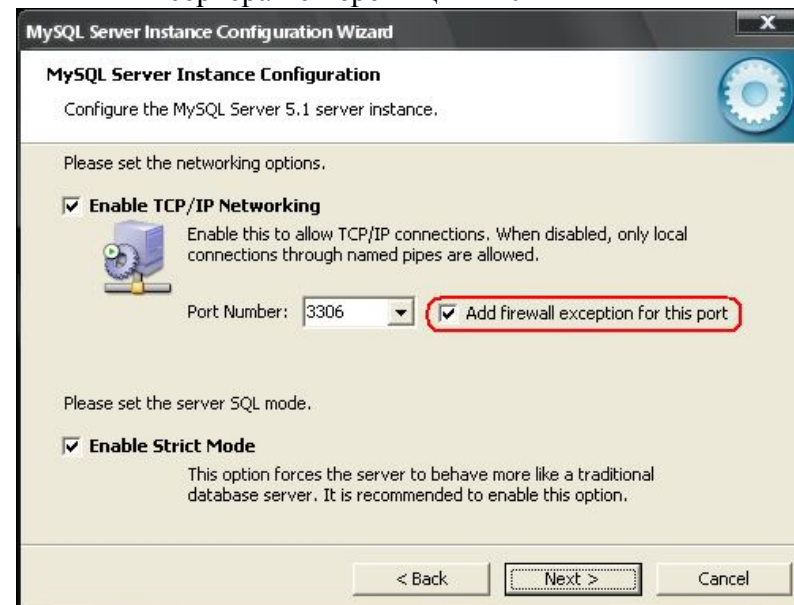 MySQL Server Instance Configuration Wizard
x
MySQL Server Instance Configuration
Configure the MySQL Server 5.1 server instance.
Please set the networking options.
Enable TCP/IP Networking
Enable this to allow TCP/IP connections. When disabled, only local
connections through named pipes are allowed.
Port Number: 3306 Add firewall exception for this port
Please set the server SQL mode.
Enable Strict Mode
This option forces the server to behave more like a traditional
database server. It is recommended to enable this option.
< Back Next > Cancel